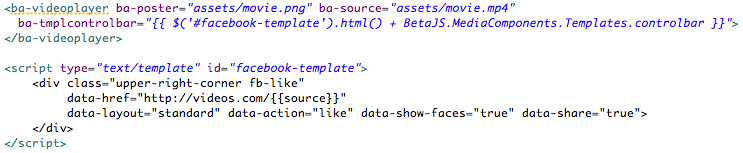 <ba-videoplayer ba-poster="assets/movie.png" ba-source="assets/movie.mp4"
ba-tmplcontrolbar="{{ $('#facebook-template').html() + BetaJS.MediaComponents.Templates.controlbar }}">
</ba-videoplayer>
<script type="text/template" id="facebook-template">
<div class="upper-right-corner fb-like"
data-href="http://videos.com/{{source}}"
data-layout="standard" data-action="like" data-show-faces="true" data-share="true">
</div>
</script>